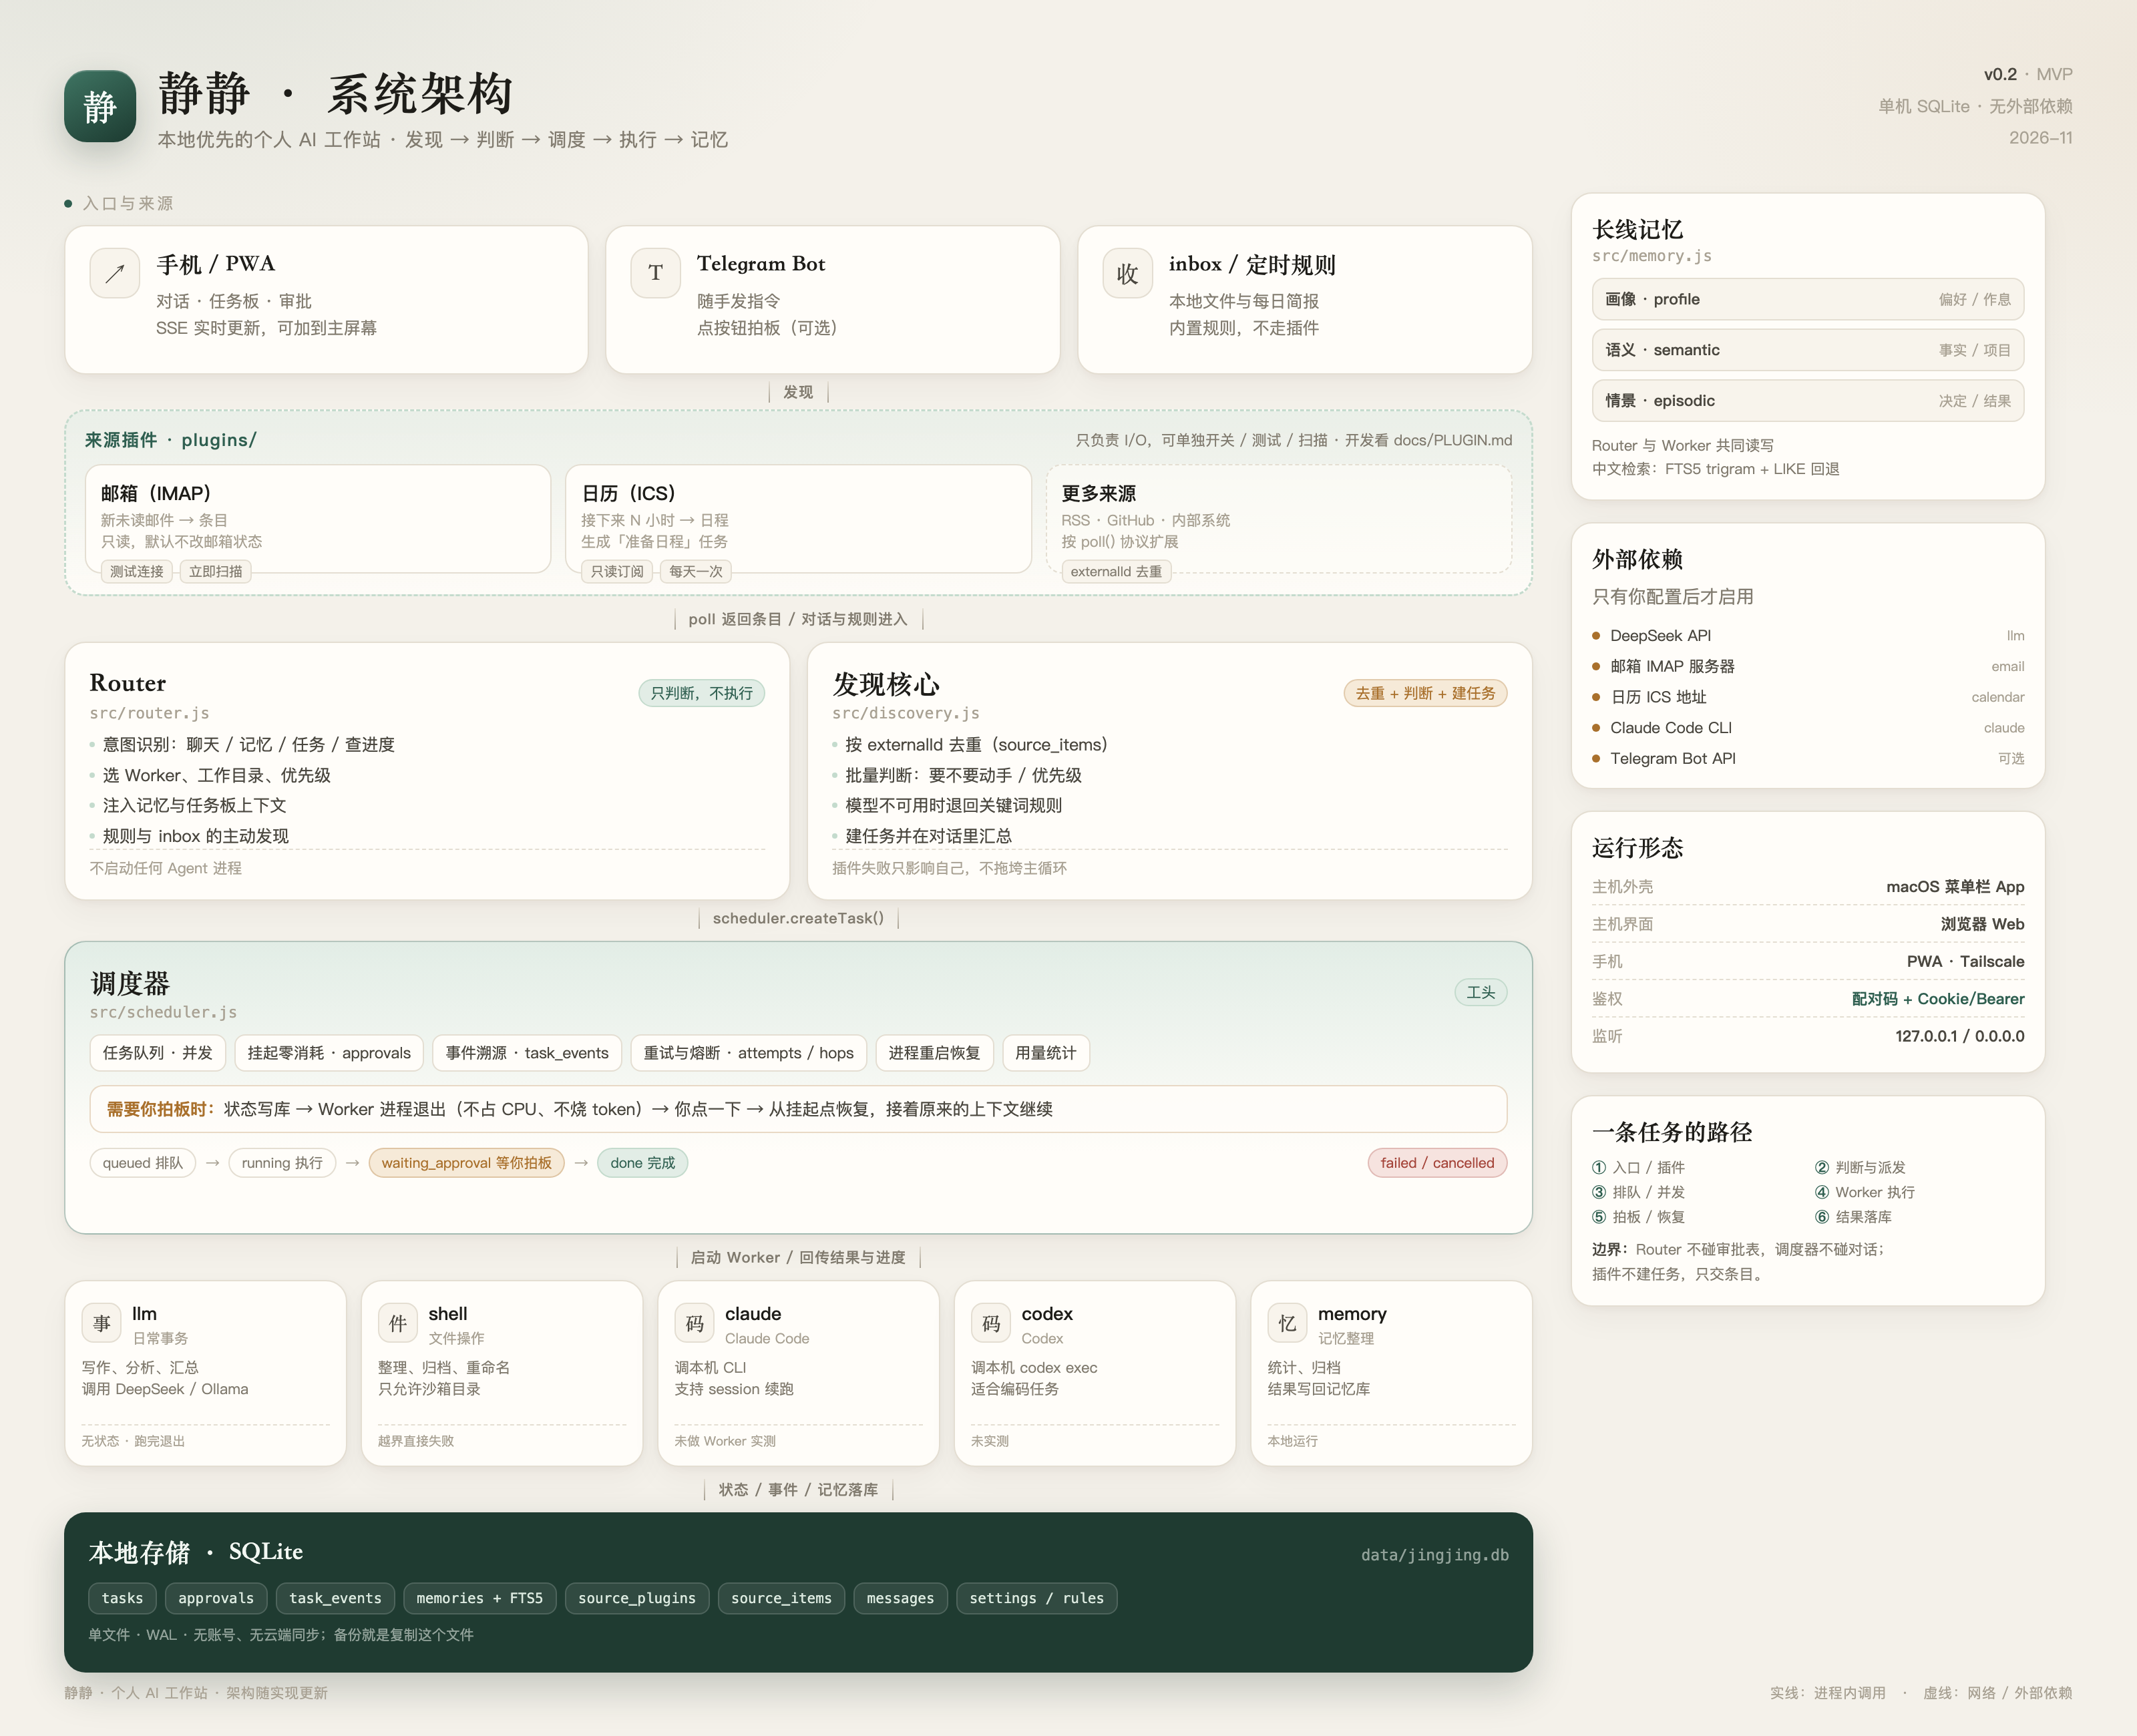 静
静静 · 系统架构
本地优先的个人 AI 工作站 · 发现 → 判断 → 调度 → 执行 → 记忆
v0.2 · MVP
单机 SQLite · 无外部依赖
2026–11
入口与来源
手机 / PWA
对话 · 任务板 · 审批
SSE 实时更新，可加到主屏幕
T
Telegram Bot
随手发指令
点按钮拍板（可选）
收
inbox / 定时规则
本地文件与每日简报
内置规则，不走插件
发现
来源插件 · plugins/
只负责 I/O，可单独开关 / 测试 / 扫描 · 开发看 docs/PLUGIN.md
邮箱（IMAP）
新未读邮件 → 条目
只读，默认不改邮箱状态
测试连接 立即扫描
日历（ICS）
接下来 N 小时 → 日程
生成「准备日程」任务
只读订阅 每天一次
更多来源
RSS · GitHub · 内部系统
按 poll() 协议扩展
externalId 去重
poll 返回条目 / 对话与规则进入
Router
src/router.js
只判断，不执行
意图识别：聊天 / 记忆 / 任务 / 查进度
选 Worker、工作目录、优先级
注入记忆与任务板上下文
规则与 inbox 的主动发现
不启动任何 Agent 进程
发现核心
src/discovery.js
去重 + 判断 + 建任务
按 externalId 去重（source_items）
批量判断：要不要动手 / 优先级
模型不可用时退回关键词规则
建任务并在对话里汇总
插件失败只影响自己，不拖垮主循环
scheduler.createTask()
调度器
src/scheduler.js
工头
任务队列 · 并发 挂起零消耗 · approvals 事件溯源 · task_events 重试与熔断 · attempts / hops 进程重启恢复 用量统计
需要你拍板时：状态写库 → Worker 进程退出（不占 CPU、不烧 token）→ 你点一下 → 从挂起点恢复，接着原来的上下文继续
queued 排队 → running 执行 → waiting_approval 等你拍板 → done 完成 failed / cancelled
启动 Worker / 回传结果与进度
事
llm
日常事务
写作、分析、汇总
调用 DeepSeek / Ollama
无状态 · 跑完退出
件
shell
文件操作
整理、归档、重命名
只允许沙箱目录
越界直接失败
码
claude
Claude Code
调本机 CLI
支持 session 续跑
未做 Worker 实测
码
codex
Codex
调本机 codex exec
适合编码任务
未实测
忆
memory
记忆整理
统计、归档
结果写回记忆库
本地运行
状态 / 事件 / 记忆落库
本地存储 · SQLite
data/jingjing.db
tasks approvals task_events memories + FTS5 source_plugins source_items messages settings / rules
单文件 · WAL · 无账号、无云端同步；备份就是复制这个文件
长线记忆
src/memory.js
画像 · profile 偏好 / 作息
语义 · semantic 事实 / 项目
情景 · episodic 决定 / 结果
Router 与 Worker 共同读写
中文检索：FTS5 trigram + LIKE 回退
外部依赖
只有你配置后才启用
DeepSeek API llm
邮箱 IMAP 服务器 email
日历 ICS 地址 calendar
Claude Code CLI claude
Telegram Bot API 可选
运行形态
主机外壳 macOS 菜单栏 App
主机界面 浏览器 Web
手机 PWA · Tailscale
鉴权 配对码 + Cookie/Bearer
监听 127.0.0.1 / 0.0.0.0
一条任务的路径
① 入口 / 插件 ② 判断与派发
③ 排队 / 并发 ④ Worker 执行
⑤ 拍板 / 恢复 ⑥ 结果落库
边界：Router 不碰审批表，调度器不碰对话；
插件不建任务，只交条目。
静静 · 个人 AI 工作站 · 架构随实现更新
实线：进程内调用 · 虚线：网络 / 外部依赖